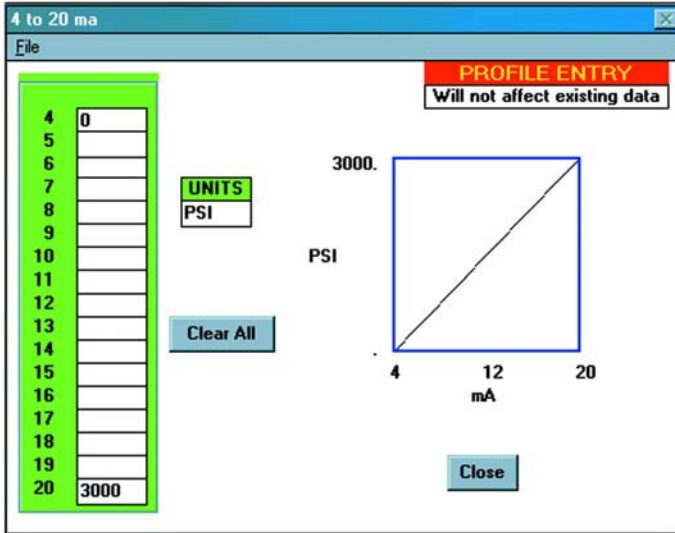 4 to 20 ma
File
PROFILE ENTRY
Will not affect existing data
4 0
5
6
7
8
9
10
11
12
13
14
15
16
17
18
19
20 3000
UNITS
PSI
Clear All
3000.
PSI
.
4 12 20
mA
Close